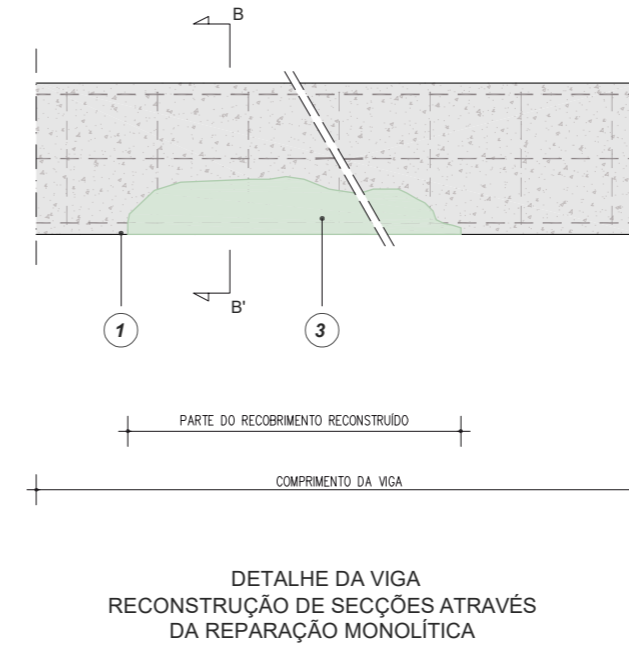 B
B'
1
3
PARTE DO RECOBRIMENTO RECONSTRUÍDO
COMPRIMENTO DA VIGA
DETALHE DA VIGA
RECONSTRUÇÃO DE SECÇÕES ATRAVÉS
DA REPARAÇÃO MONOLÍTICA